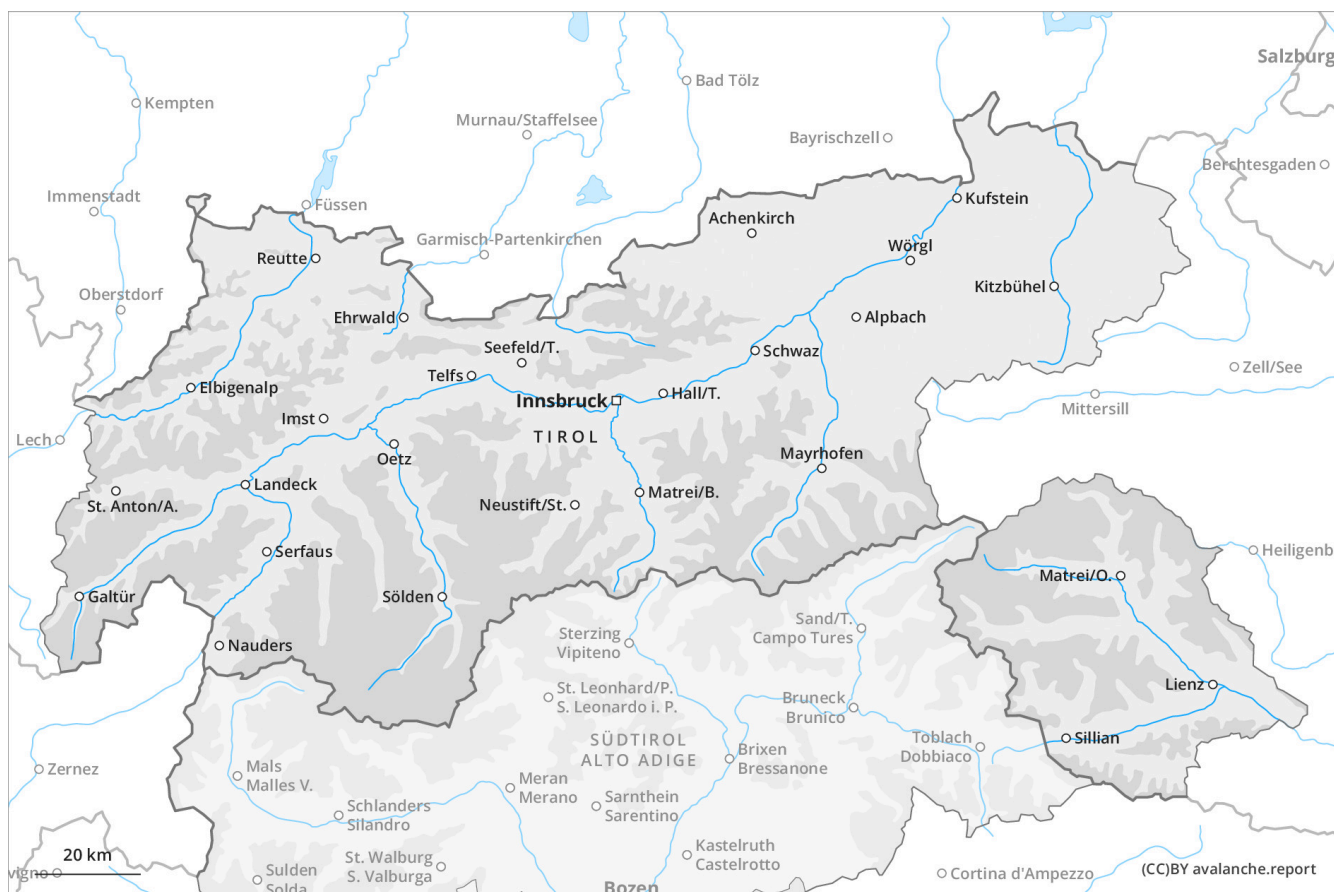 Salzburg
Bad Tölz
Kempten
Murnau/Staffelsee
Bayrischzell
Berchtesgaden
Immenstadt
Füssen
Kufstein
Achenkirch
Garmisch-Partenkirchen
Wörgl
Reutte
Kitzbühel
Oberstdorf
Ehrwald
Alpbach
Seefeld/T.
Schwaz
Zell/See
Telfs
Elbigenalp
Hall/T.
Innsbruck
Mittersill
Imst
Lech
TIROL
Oetz
Mayrhofen
Landeck
Matrei/B.
St. Anton/A.
Neustift/St.
Serfaus
Heiligenb
Matrei/O.
Galtür
Sölden
Sand/T.
Campo Tures
Sterzing
Vipiteno
Nauders
Lienz
St. Leonhard/P.
S. Leonardo i. P.
Bruneck
Brunico
SÜDTIROL
ALTO ADIGE
Toblach
Dobbiaco
Sillian
Brixen
Bressanone
Zernez
Mals
Malles V.
Meran
Merano
Schlanders
Silandro
Sarnthein
Sarentino
Kastelruth
Castelrotto
20 km
St. Walburg
S. Valburga
vigno
Sulden
Solda
Bozen
Cortina d'Ampezzo
(CC)BY avalanche.report